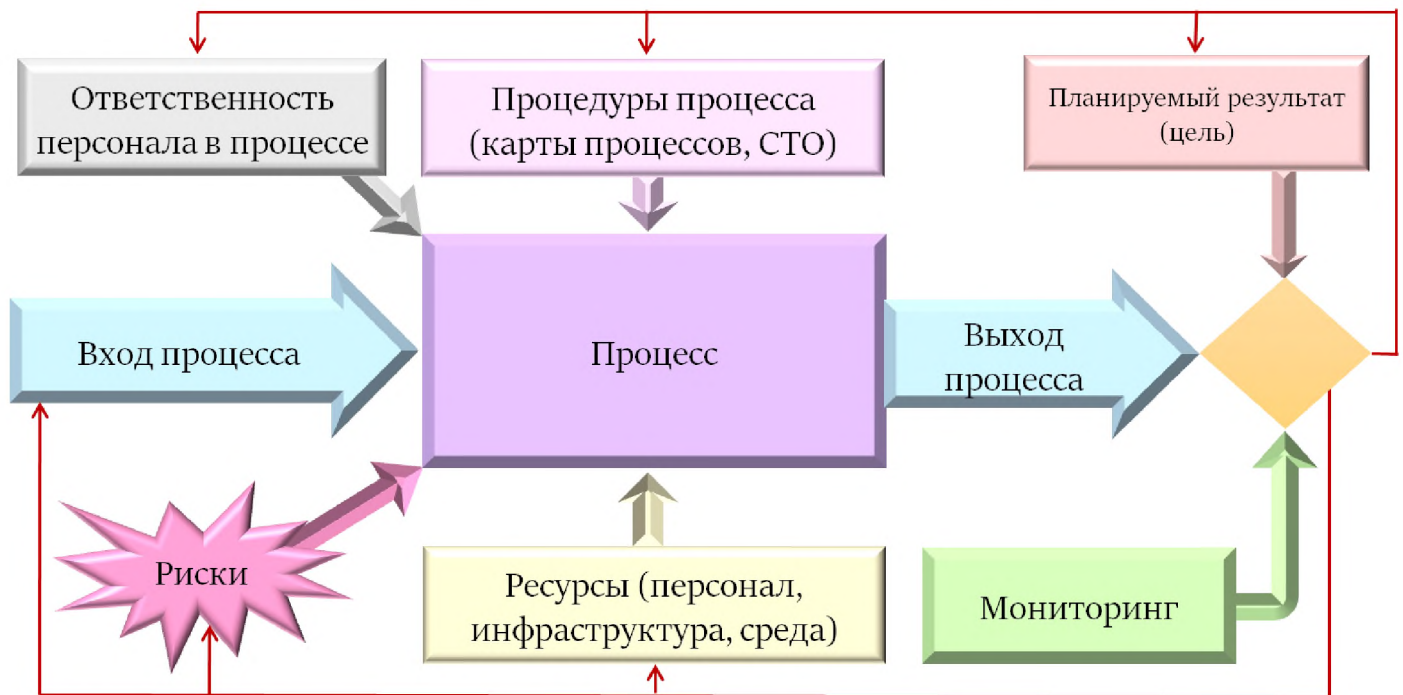 Ответственность
персонала в процессе
Процедуры процесса
(карты процессов, СТО)
Планируемый результат
(цель)
Вход процесса
Процесс
Выход
процесса
Риски
Ресурсы (персонал,
инфраструктура, среда)
Мониторинг